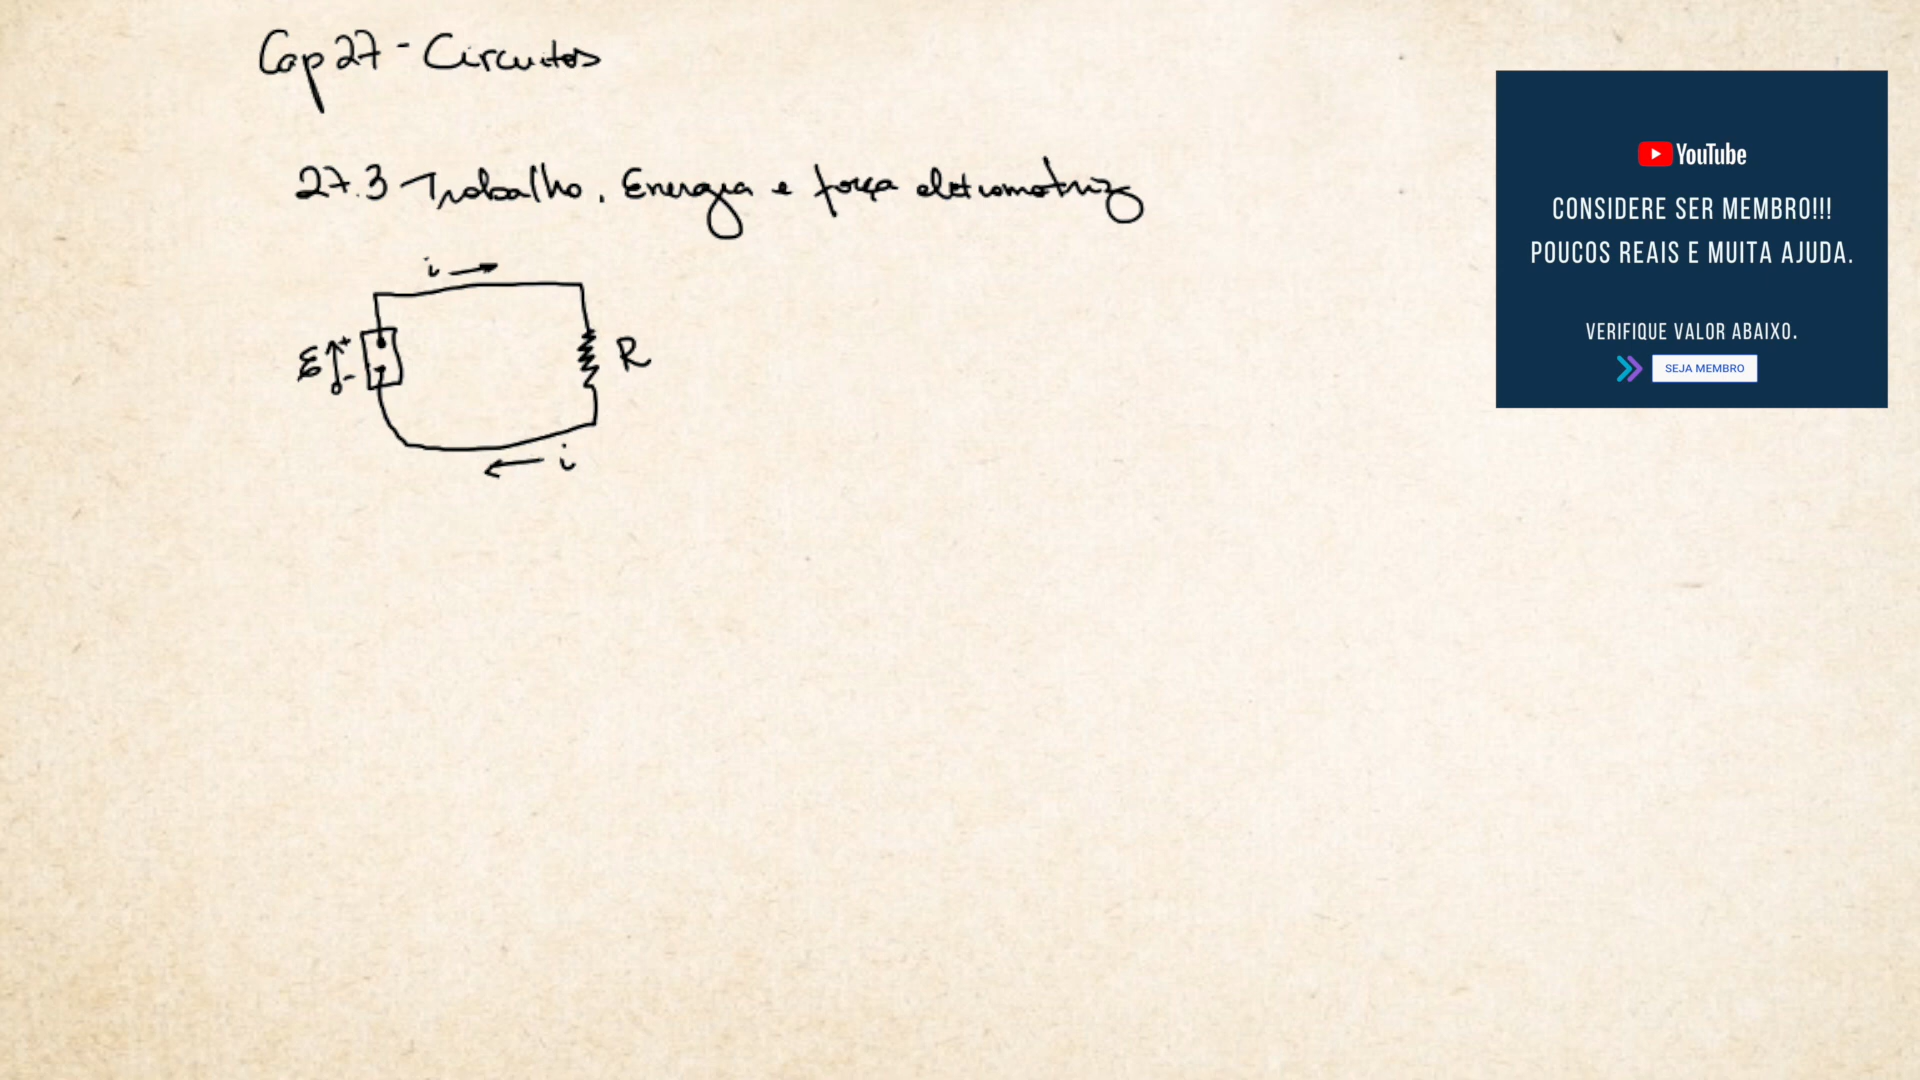 Cap 27 - Circuitos
27.3 Trabalho, Energia e força eletromotriz
i
ℰ + -
R
i
YouTube
CONSIDERE SER MEMBRO!!!
POUCOS REAIS E MUITA AJUDA.
VERIFIQUE VALOR ABAIXO.
SEJA MEMBRO